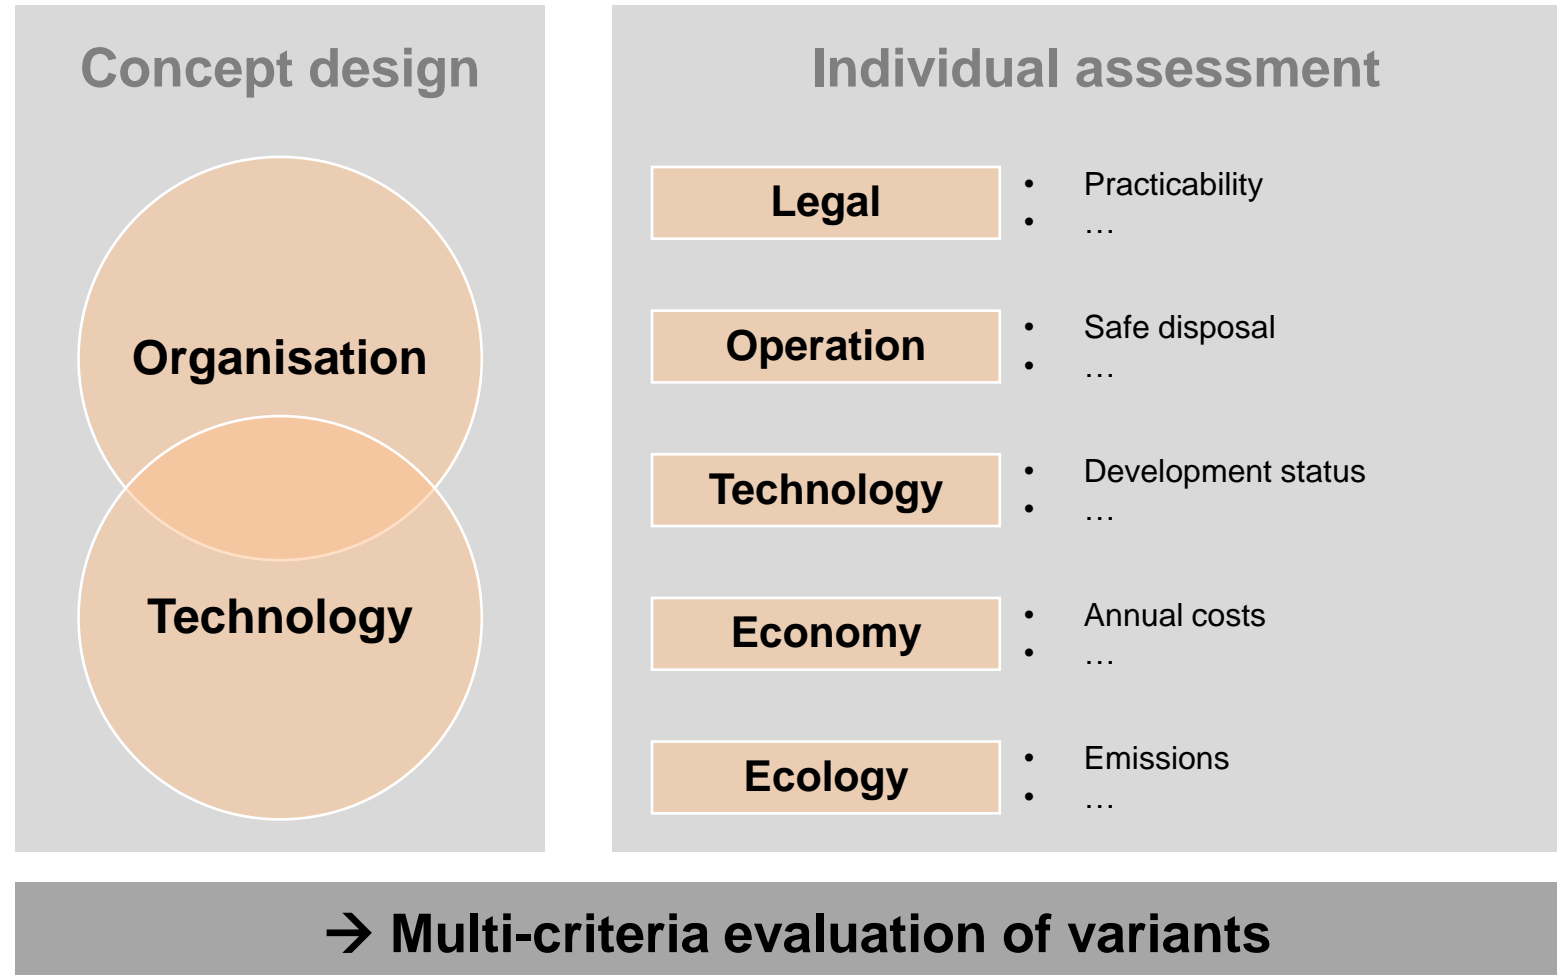 Concept design
Organisation
Technology
Individual assessment
Legal
• Practicability
• …
Operation
• Safe disposal
• …
Technology
• Development status
• …
Economy
• Annual costs
• …
Ecology
• Emissions
• …
→ Multi-criteria evaluation of variants